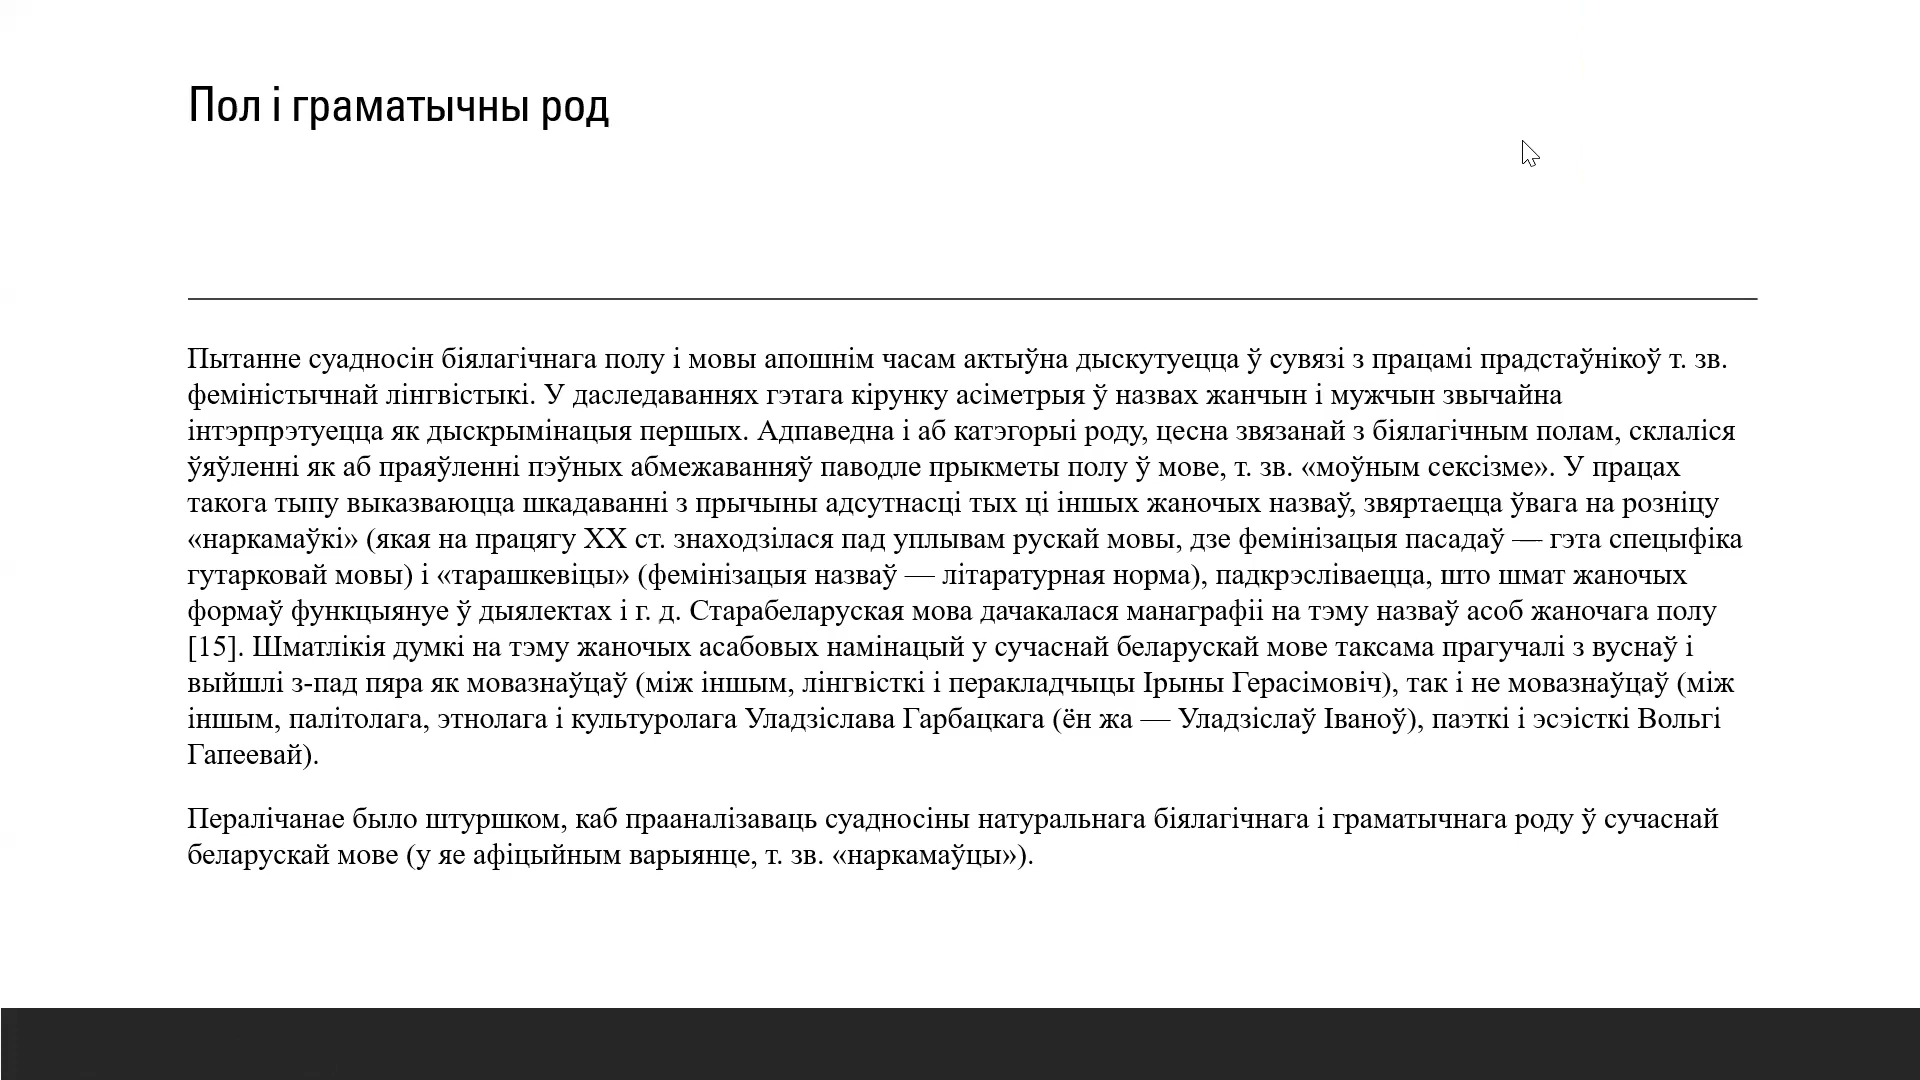 Пол і граматычны род
Пытанне суадносін біялагічнага полу і мовы апошнім часам актыўна дыскутуецца ў сувязі з працамі прадстаўнікоў т. зв.
феміністычнай лінгвістыкі. У даследаваннях гэтага кірунку асіметрыя ў назвах жанчын і мужчын звычайна
інтэрпрэтуецца як дыскрымінацыя першых. Адпаведна і аб катэгорыі роду, цесна звязанай з біялагічным полам, склаліся
ўяўленні як аб праяўленні пэўных абмежаванняў паводле прыкметы полу ў мове, т. зв. «моўным сексізме». У працах
такога тыпу выказваюцца шкадаванні з прычыны адсутнасці тых ці іншых жаночых назваў, звяртаецца ўвага на розніцу
«наркамаўкі» (якая на працягу XX ст. знаходзілася пад уплывам рускай мовы, дзе фемінізацыя пасадаў — гэта спецыфіка
гутарковай мовы) і «тарашкевіцы» (фемінізацыя назваў — літаратурная норма), падкрэсліваецца, што шмат жаночых
формаў функцыянуе ў дыялектах і г. д. Старабеларуская мова дачакалася манаграфіі на тэму назваў асоб жаночага полу
[15]. Шматлікія думкі на тэму жаночых асабовых намінацый у сучаснай беларускай мове таксама прагучалі з вуснаў і
выйшлі з-пад пяра як мовазнаўцаў (між іншым, лінгвісткі і перакладчыцы Ірыны Герасімовіч), так і не мовазнаўцаў (між
іншым, палітолага, этнолага і культуролага Уладзіслава Гарбацкага (ён жа — Уладзіслаў Іваноў), паэткі і эсэісткі Вольгі
Гапеевай).
Пералічанае было штуршком, каб прааналізаваць суадносіны натуральнага біялагічнага і граматычнага роду ў сучаснай
беларускай мове (у яе афіцыйным варыянце, т. зв. «наркамаўцы»).